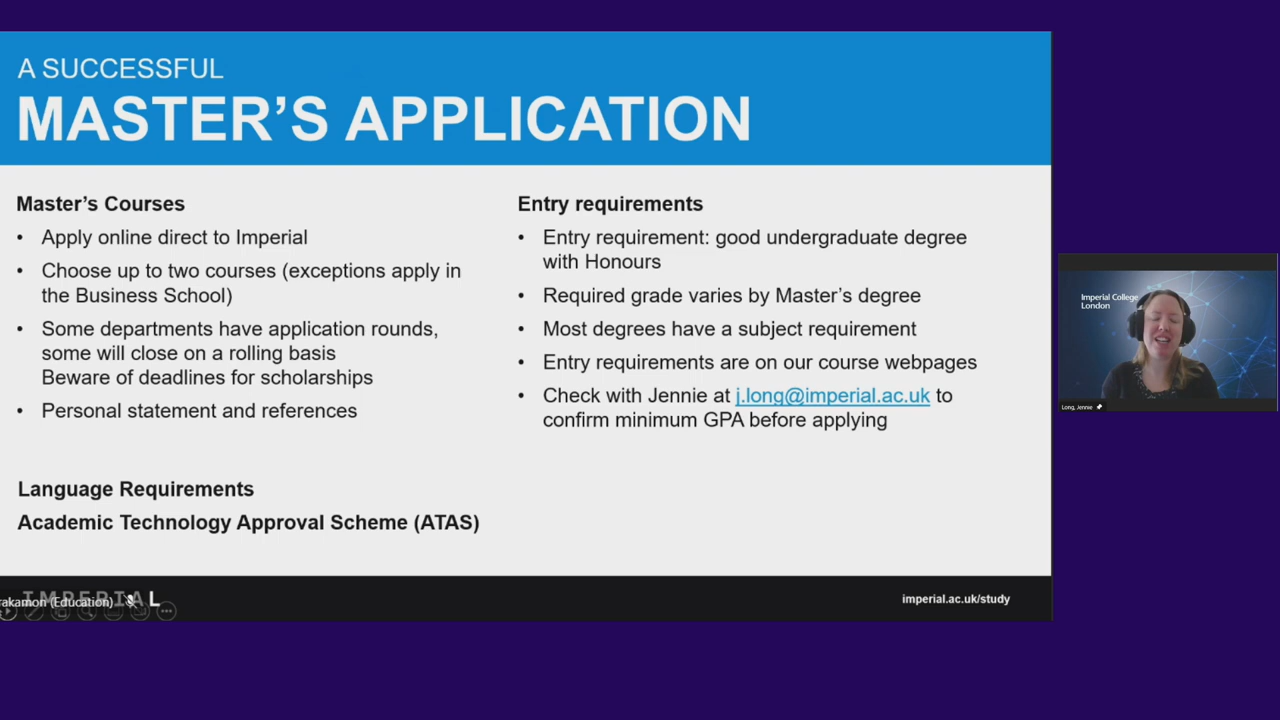 A SUCCESSFUL
MASTER'S APPLICATION
Master's Courses
• Apply online direct to Imperial
• Choose up to two courses (exceptions apply in
the Business School)
• Some departments have application rounds,
some will close on a rolling basis
Beware of deadlines for scholarships
• Personal statement and references
Language Requirements
Academic Technology Approval Scheme (ATAS)
Entry requirements
• Entry requirement: good undergraduate degree
with Honours
• Required grade varies by Master's degree
• Most degrees have a subject requirement
• Entry requirements are on our course webpages
• Check with Jennie at j.long@imperial.ac.uk to
confirm minimum GPA before applying
IMPERIAL
rakamon (Education)
imperial.ac.uk/study
Imperial College
London
Long, Jennie